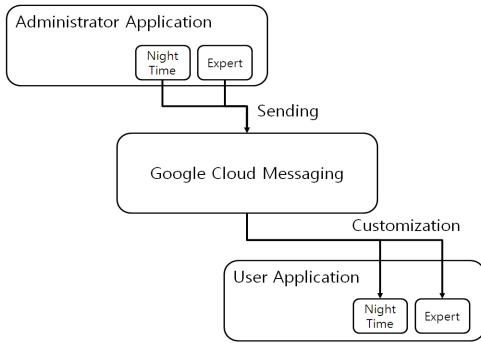 Administrator Application
Night
Time
Expert
Sending
Google Cloud Messaging
Customization
User Application
Night
Time
Expert